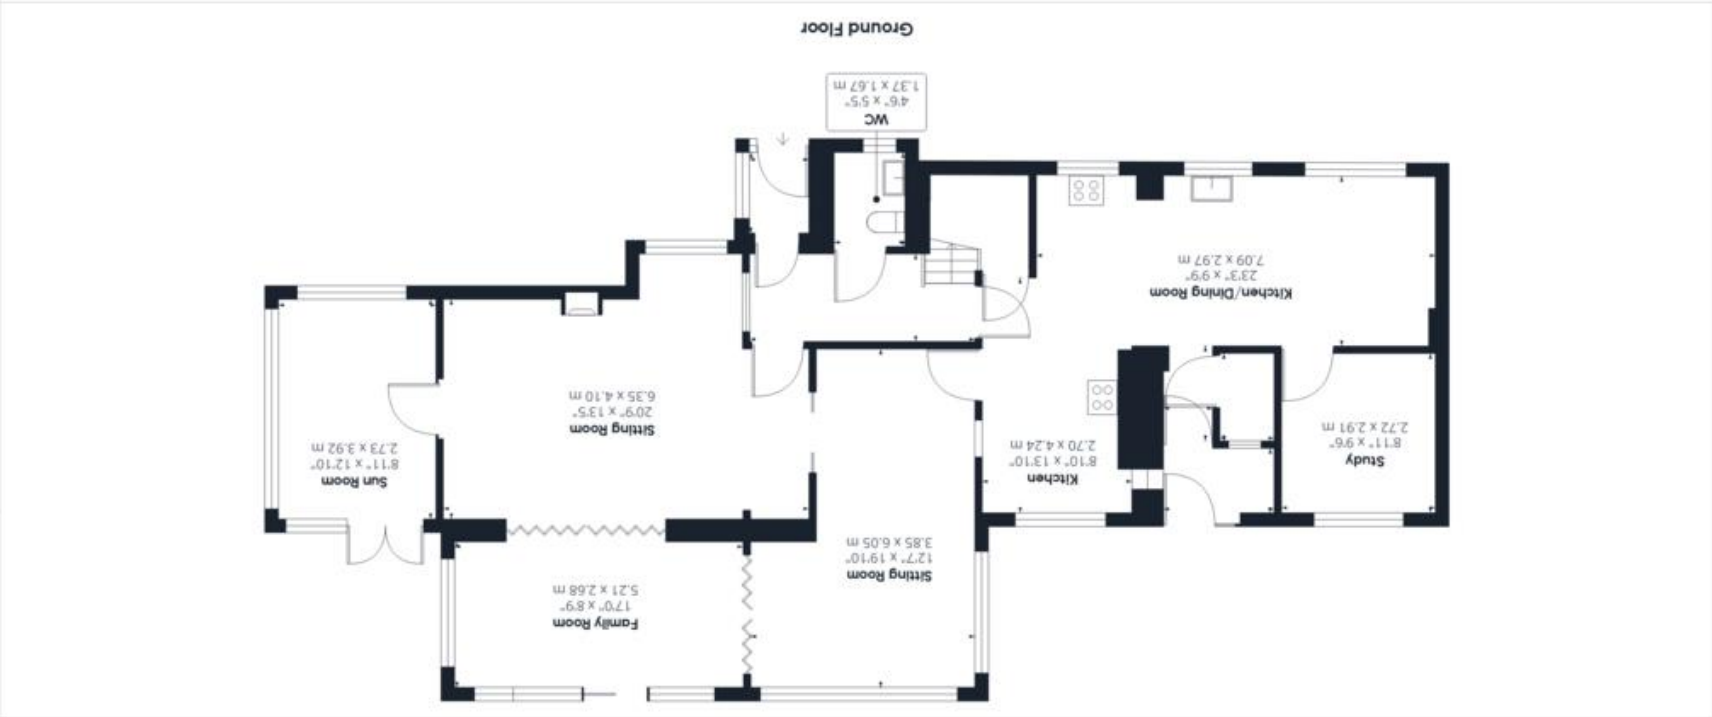 Family Room
17'0" x 8'9"
5.21 x 2.68 m
Sitting Room
12'7" x 19'10"
3.85 x 6.05 m
Study
8'11" x 9'6"
2.72 x 2.91 m
Kitchen
8'10" x 13'10"
2.70 x 4.24 m
Sun Room
8'11" x 12'10"
2.73 x 3.92 m
Sitting Room
20'9" x 13'5"
6.35 x 4.10 m
Kitchen/Dining Room
23'3" x 9'9"
7.09 x 2.97 m
WC
4'6" x 5'5"
1.37 x 1.67 m
Ground Floor